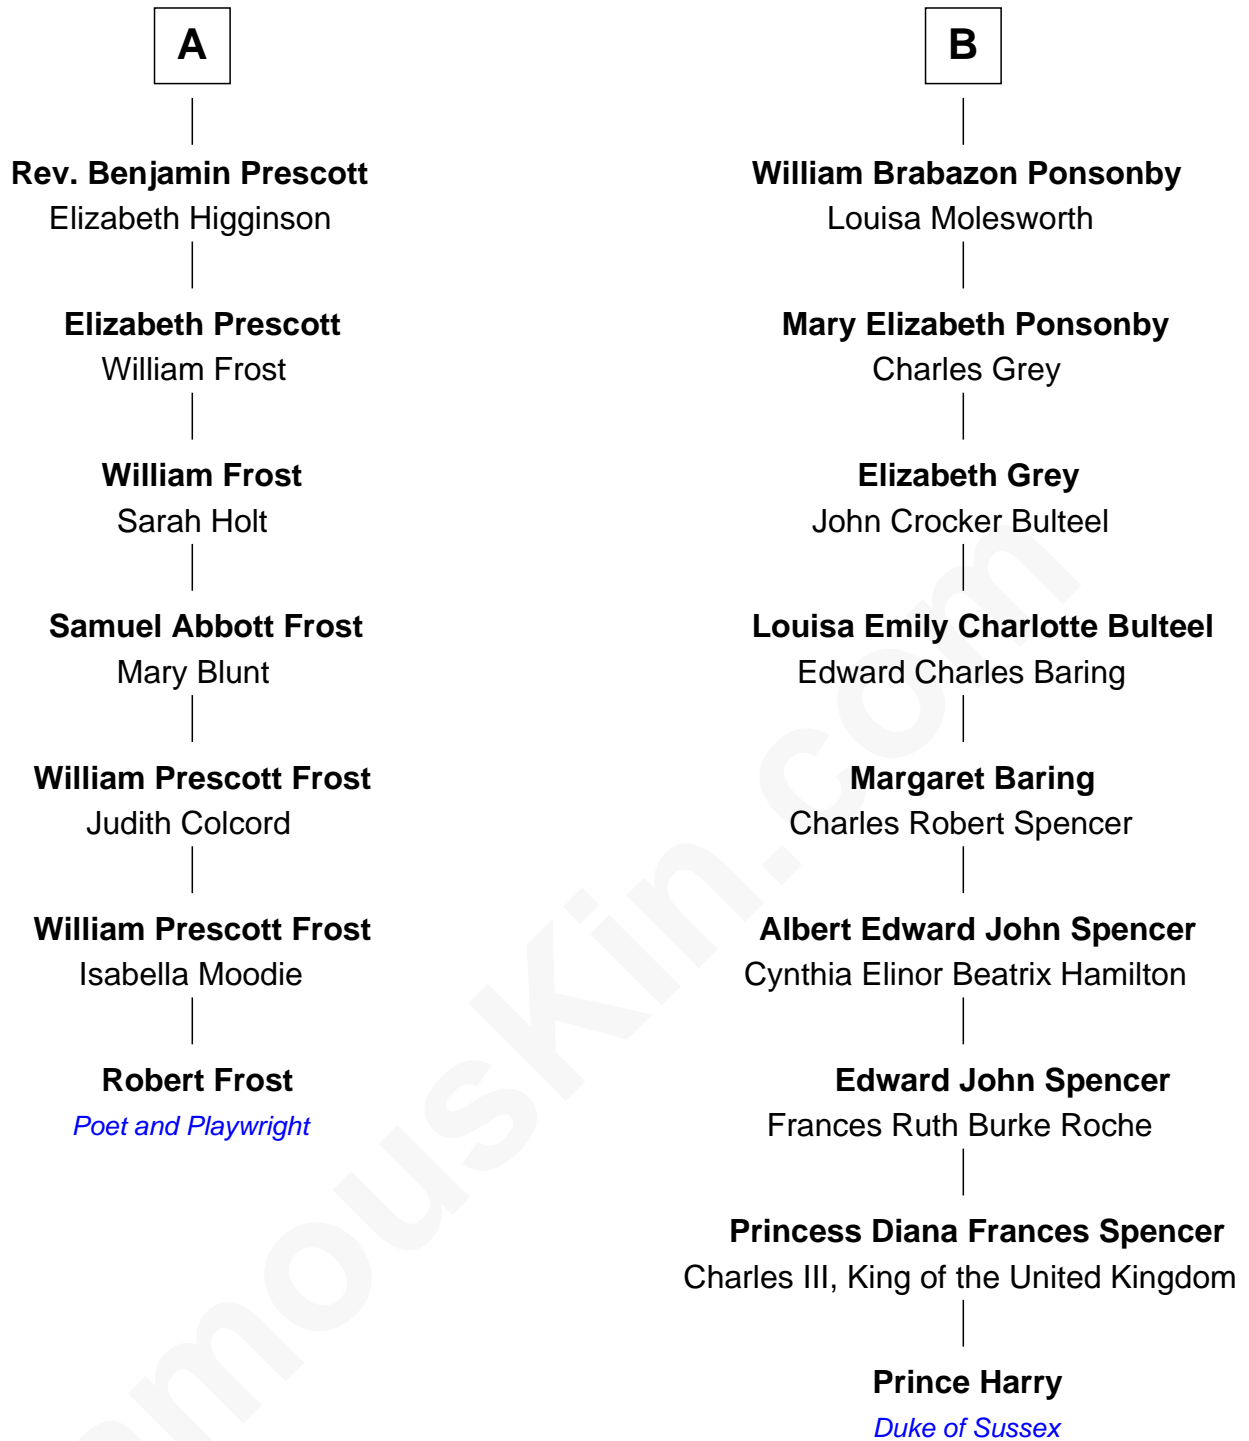 A
Rev. Benjamin Prescott
Elizabeth Higginson
Elizabeth Prescott
William Frost
William Frost
Sarah Holt
Samuel Abbott Frost
Mary Blunt
William Prescott Frost
Judith Colcord
William Prescott Frost
Isabella Moodie
Robert Frost
Poet and Playwright
B
William Brabazon Ponsonby
Louisa Molesworth
Mary Elizabeth Ponsonby
Charles Grey
Elizabeth Grey
John Crocker Bulteel
Louisa Emily Charlotte Bulteel
Edward Charles Baring
Margaret Baring
Charles Robert Spencer
Albert Edward John Spencer
Cynthia Elinor Beatrix Hamilton
Edward John Spencer
Frances Ruth Burke Roche
Princess Diana Frances Spencer
Charles III, King of the United Kingdom
Prince Harry
Duke of Sussex
amousKin.com